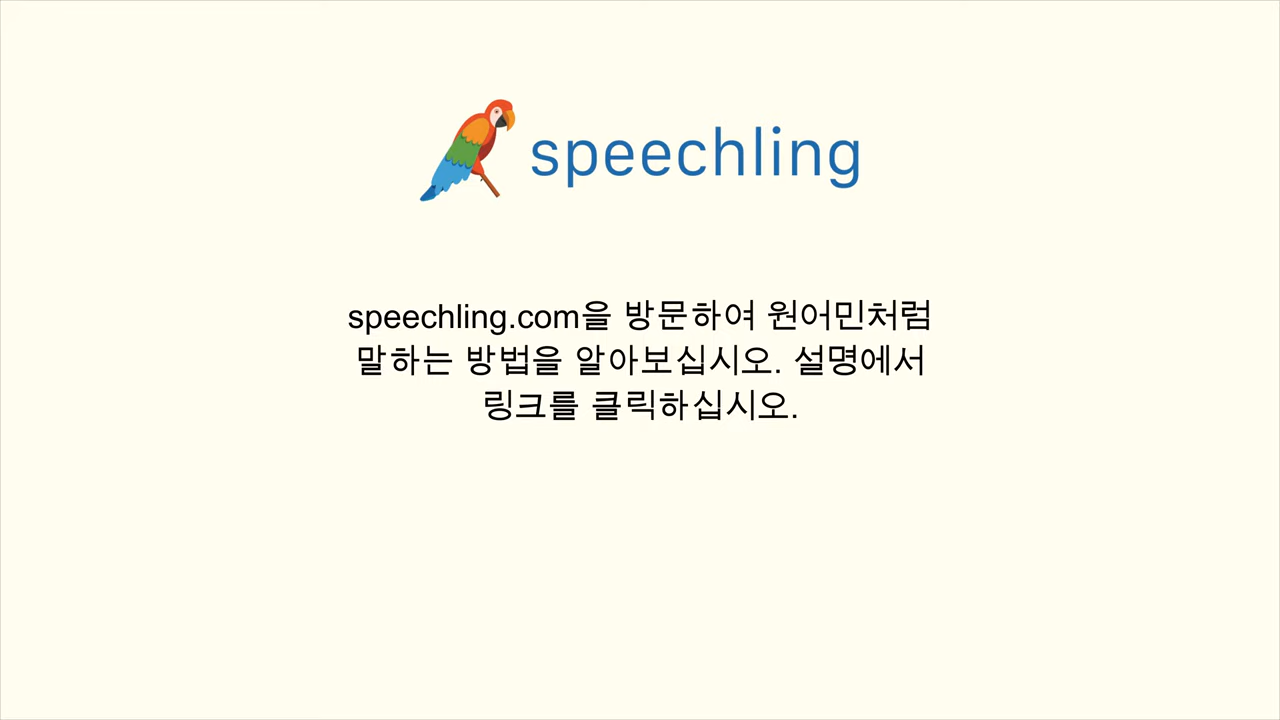 speechling
speechling.com을 방문하여 원어민처럼
말하는 방법을 알아보십시오. 설명에서
링크를 클릭하십시오.